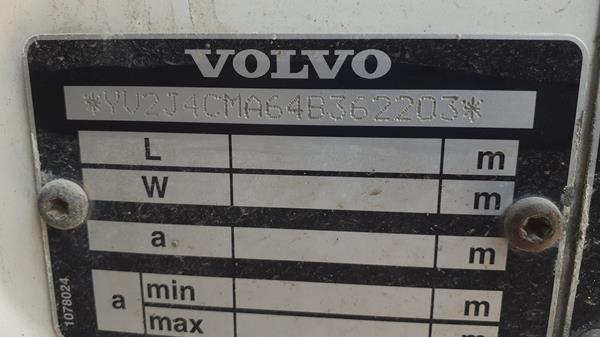 VOLVO
*YV2J4CMA64B362203*
L m
W m
a m
a min m
max m
1078024